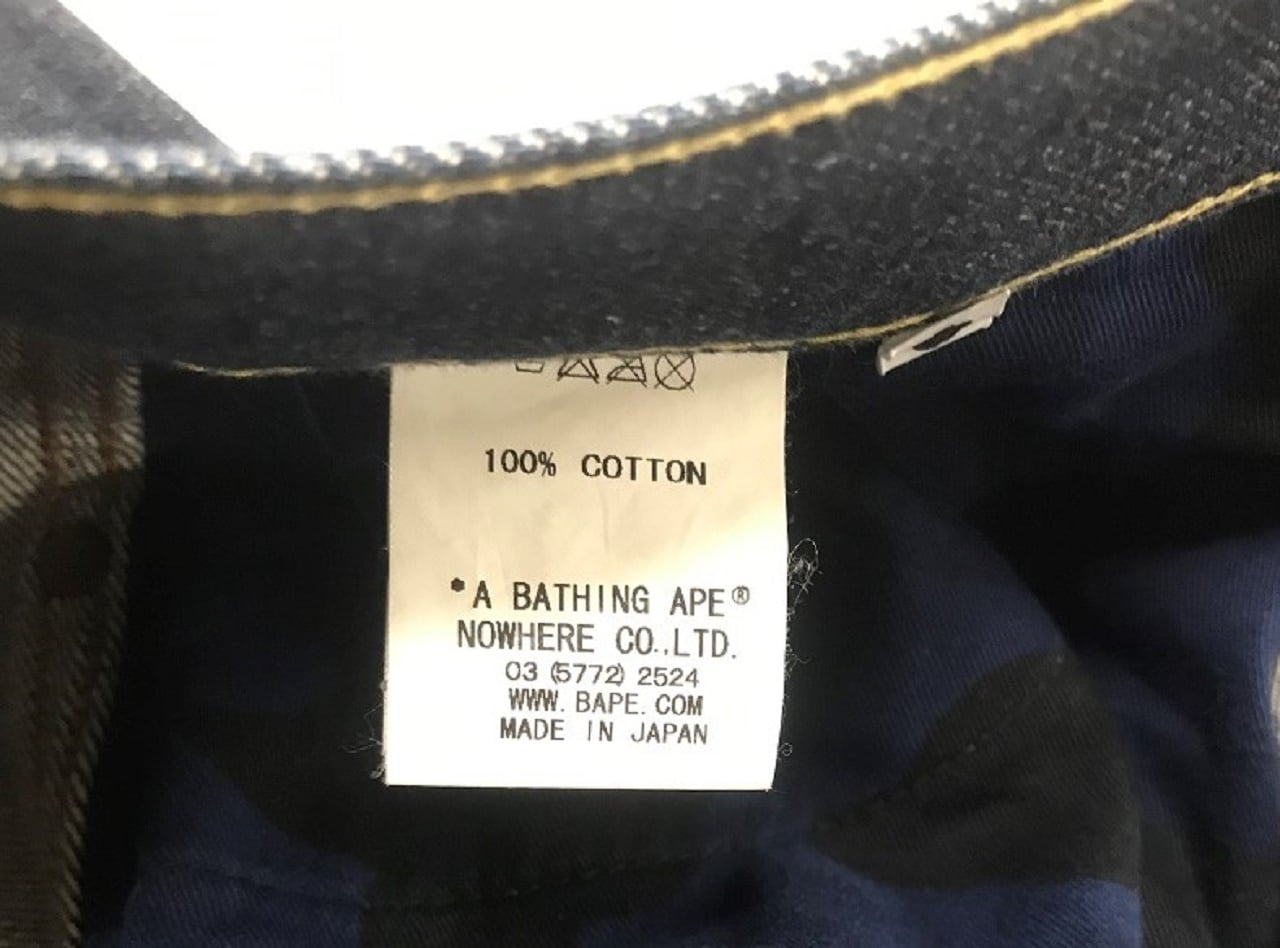 100% COTTON
*A BATHING APE®
NOWHERE CO.,LTD.
03 (5772) 2524
WWW. BAPE. COM
MADE IN JAPAN